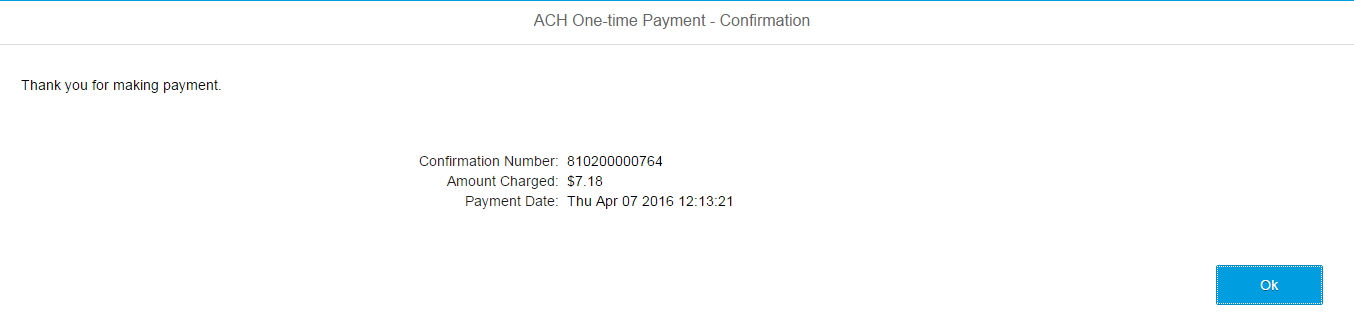 ACH One-time Payment - Confirmation
Thank you for making payment.
Confirmation Number: 810200000764
Amount Charged: $7.18
Payment Date: Thu Apr 07 2016 12:13:21
Ok